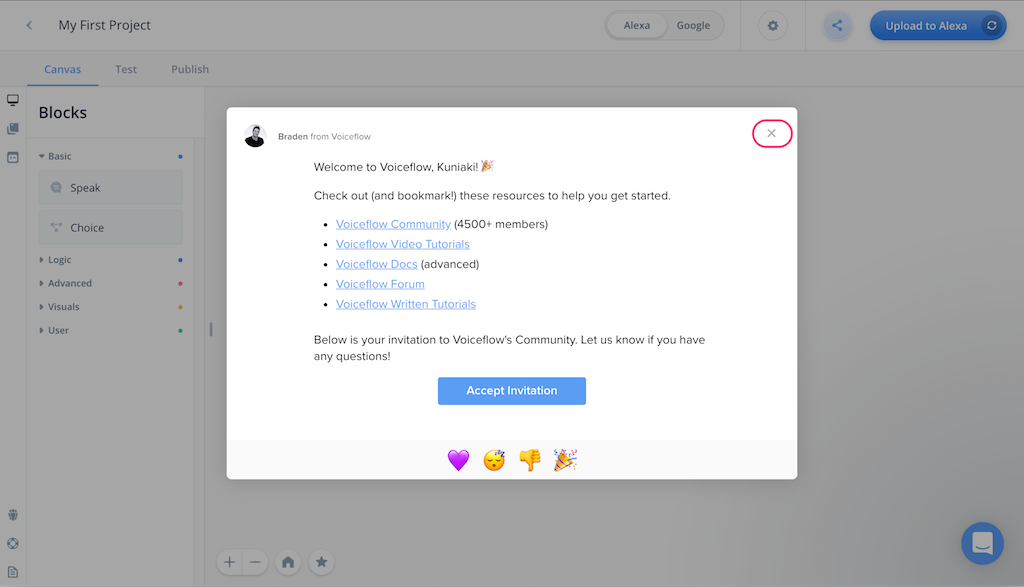 My First Project
Alexa Google
Upload to Alexa
Canvas Test Publish
Blocks
Basic
Speak
Choice
Logic
Advanced
Visuals
User
Braden from Voiceflow
Welcome to Voiceflow, Kuniaki! 🎉
Check out (and bookmark!) these resources to help you get started.
• Voiceflow Community (4500+ members)
• Voiceflow Video Tutorials
• Voiceflow Docs (advanced)
• Voiceflow Forum
• Voiceflow Written Tutorials
Below is your invitation to Voiceflow's Community. Let us know if you have
any questions!
Accept Invitation